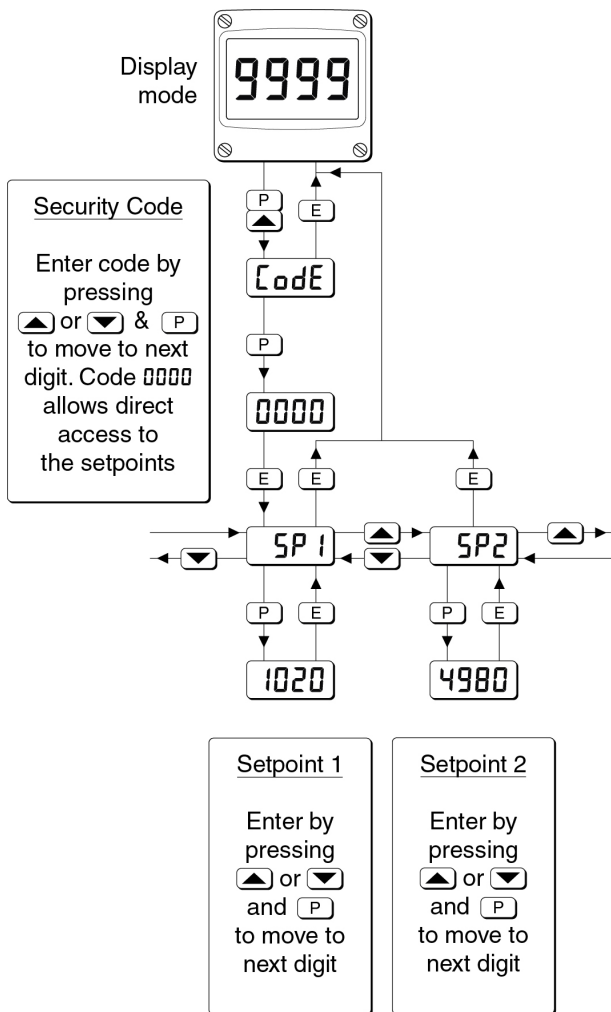 Display
mode
9999
Security Code
Enter code by
pressing
▲ or ▼ & P
to move to next
digit. Code 0000
allows direct
access to
the setpoints
P
▲
E
CodE
P
0000
E
E
E
SP1
▲
SP2
▲
▼
▼
P
E
P
E
1020
4980
Setpoint 1
Enter by
pressing
▲ or ▼
and P
to move to
next digit
Setpoint 2
Enter by
pressing
▲ or ▼
and P
to move to
next digit